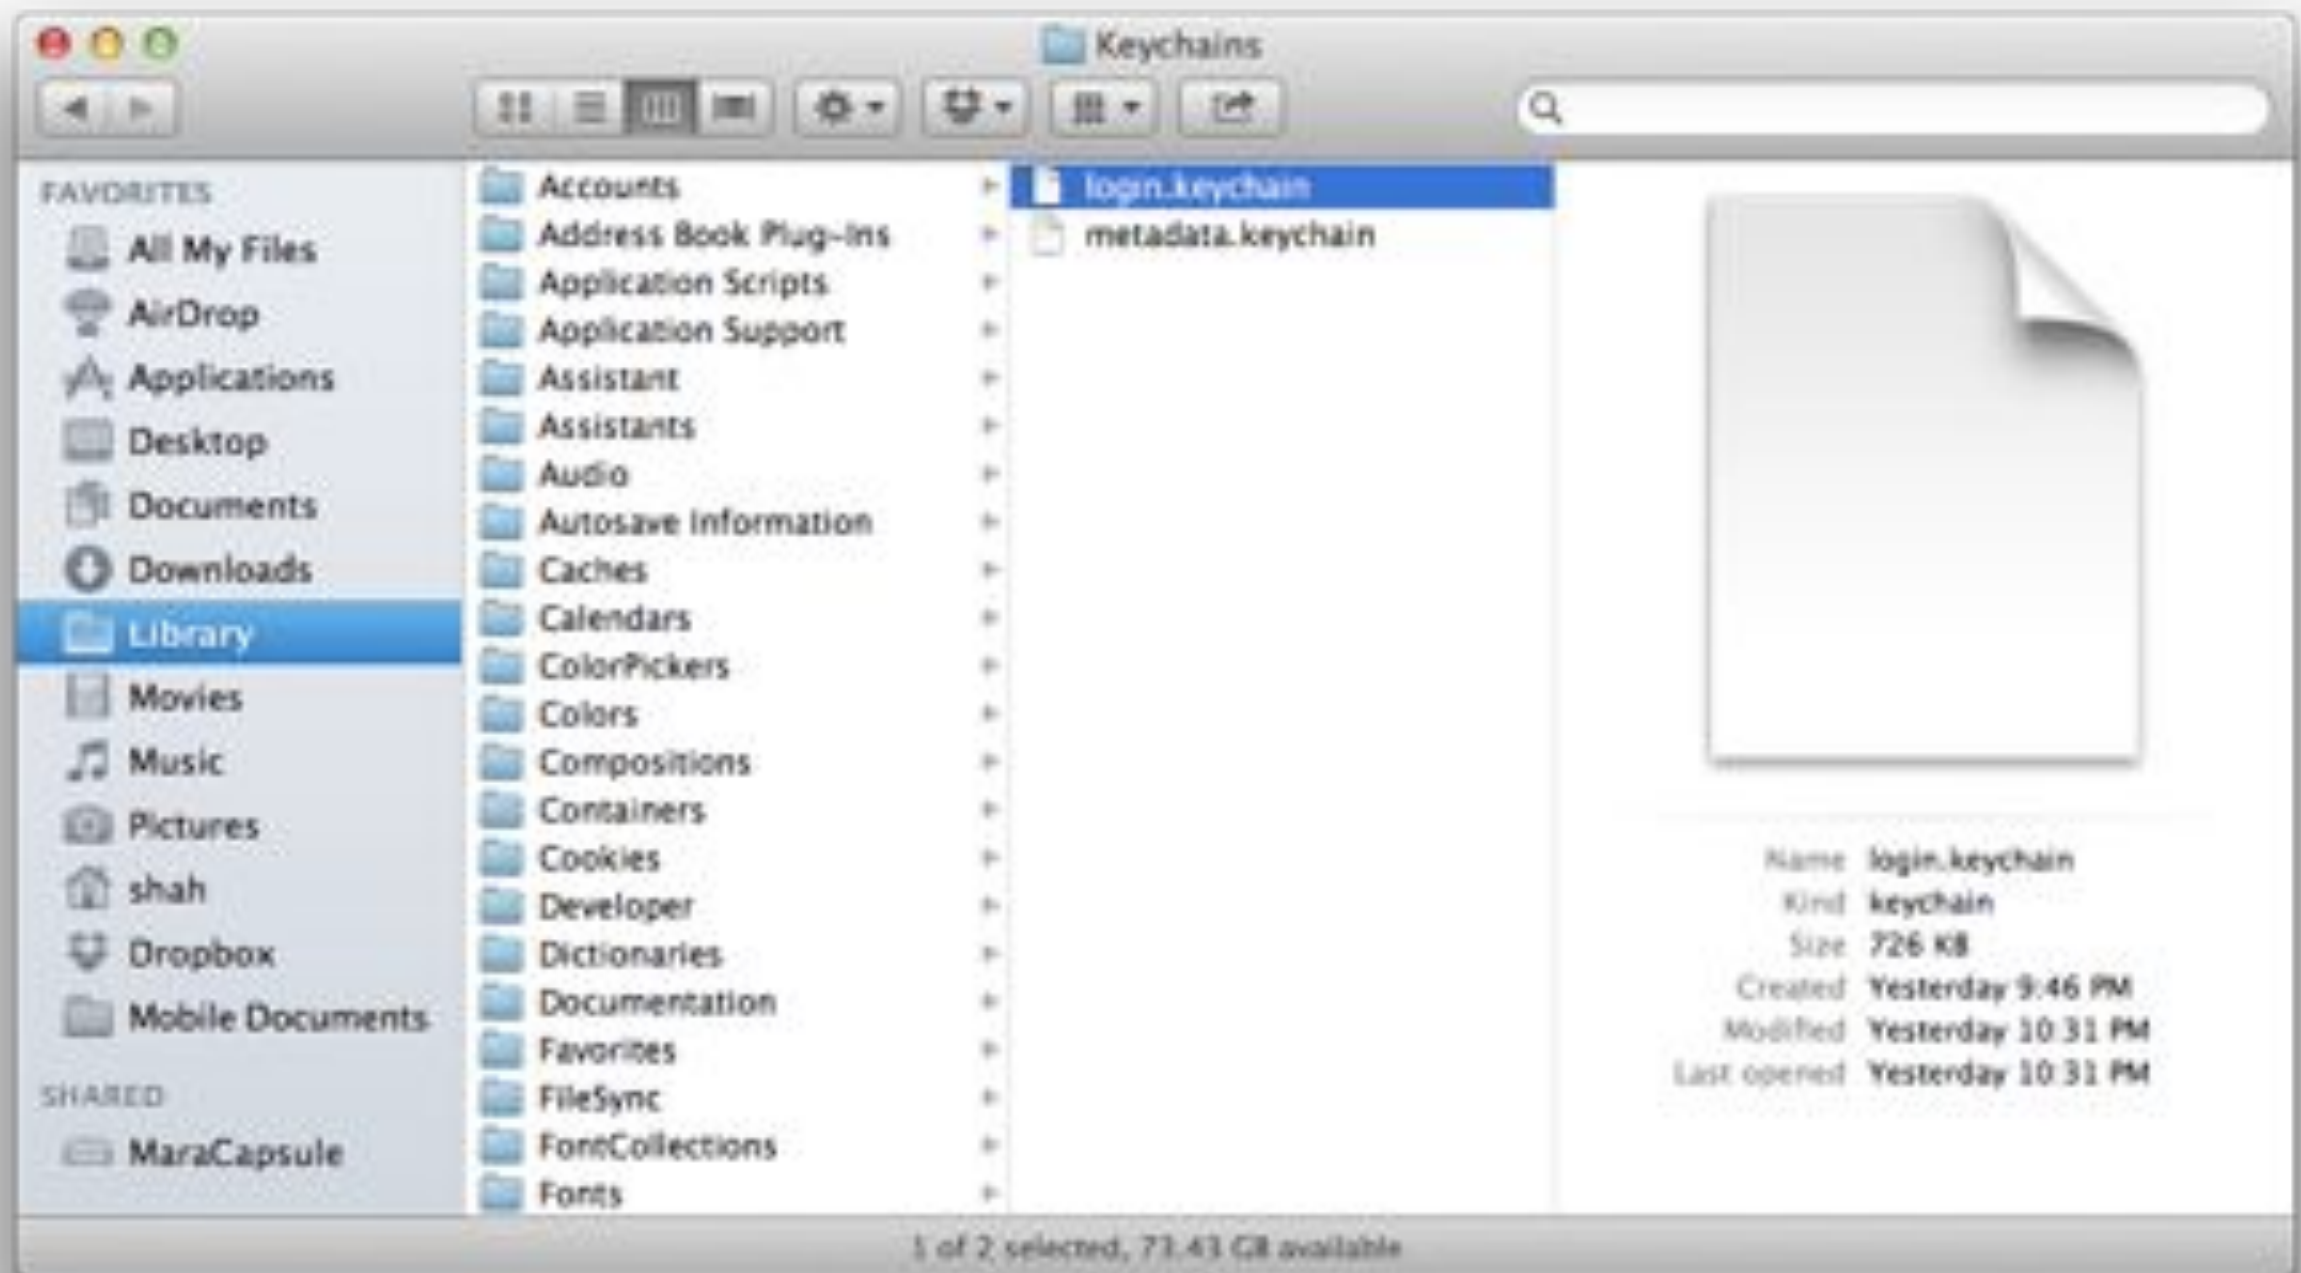 Keychains
FAVORITES
All My Files
AirDrop
Applications
Desktop
Documents
Downloads
Library
Movies
Music
Pictures
shah
Dropbox
Mobile Documents
SHARED
MaraCapsule
Accounts
Address Book Plug-Ins
Application Scripts
Application Support
Assistant
Assistants
Audio
Autosave Information
Caches
Calendars
ColorPickers
Colors
Compositions
Containers
Cookies
Developer
Dictionaries
Documentation
Favorites
FileSync
FontCollections
Fonts
login.keychain
metadata.keychain
Name login.keychain
Kind keychain
Size 726 KB
Created Yesterday 9:46 PM
Modified Yesterday 10:31 PM
Last opened Yesterday 10:31 PM
1 of 2 selected, 73.43 GB available